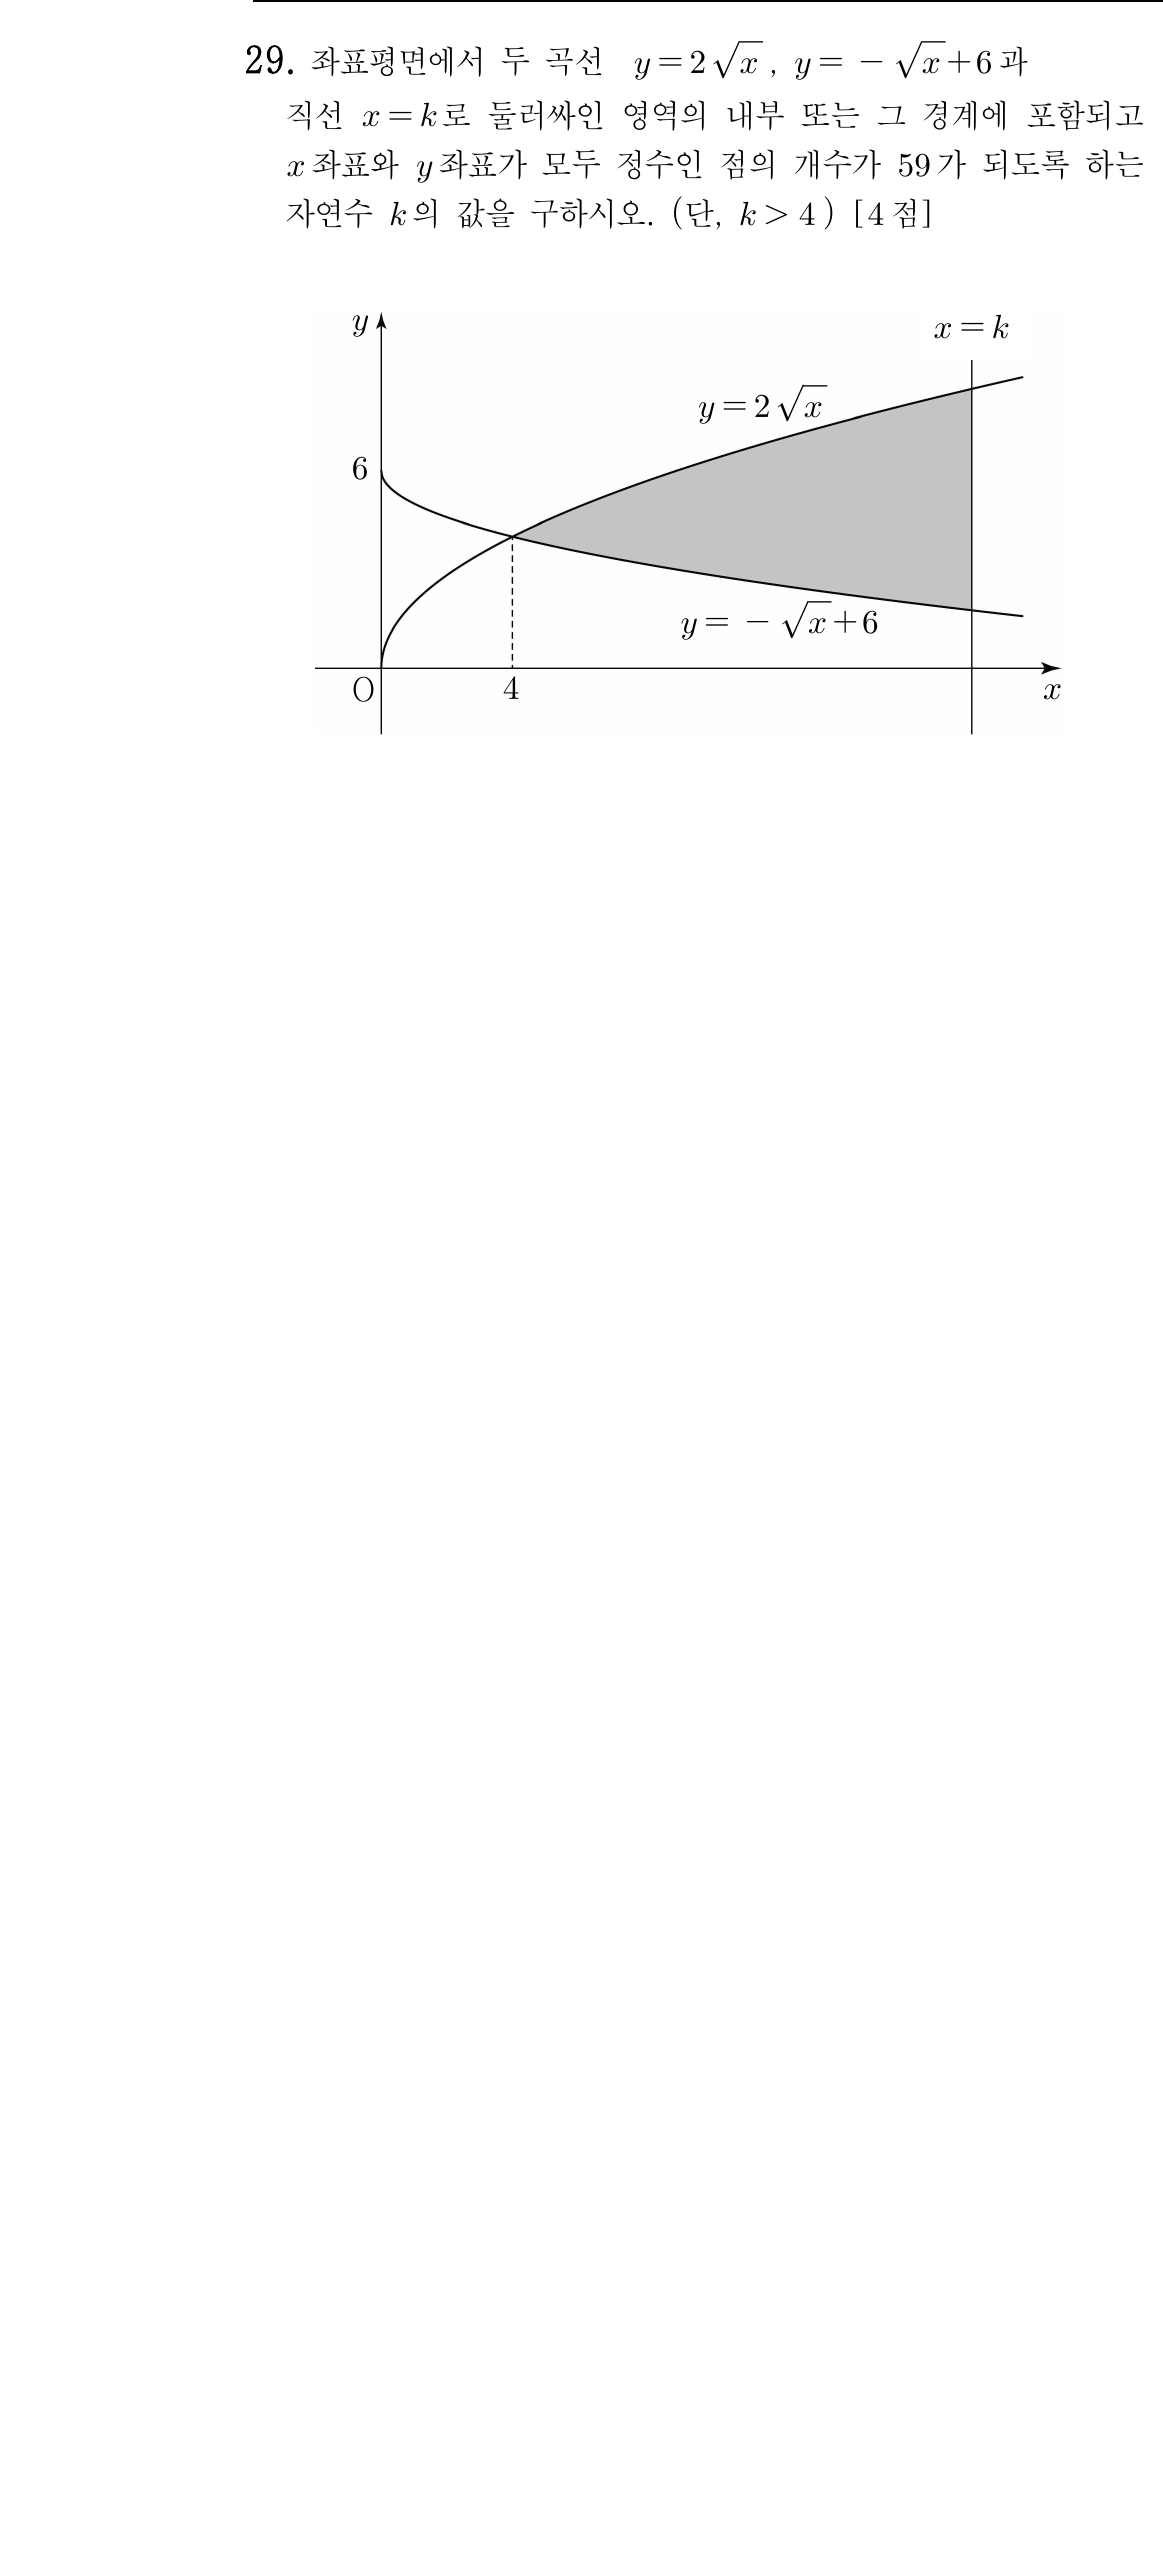 29. 좌표평면에서 두 곡선 y=2√x, y=-√x+6과
직선 x=k로 둘러싸인 영역의 내부 또는 그 경계에 포함되고
x좌표와 y좌표가 모두 정수인 점의 개수가 59가 되도록 하는
자연수 k의 값을 구하시오. (단, k>4) [4점]
y
x=k
y=2√x
6
y=-√x+6
O
4
x